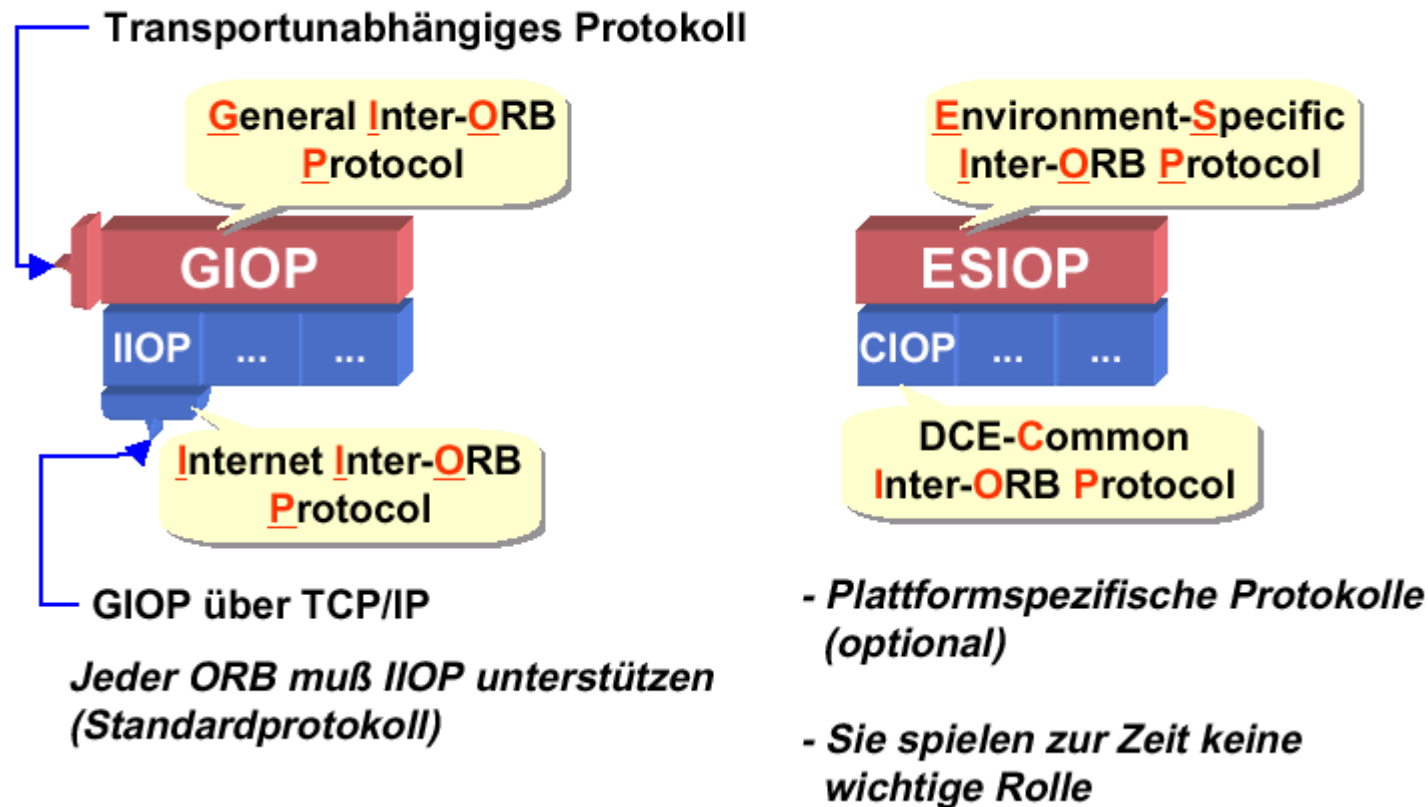 Transportunabhängiges Protokoll
General Inter-ORB
Protocol
GIOP
IIOP ... ...
Internet Inter-ORB
Protocol
GIOP über TCP/IP
Jeder ORB muß IIOP unterstützen
(Standardprotokoll)
Environment-Specific
Inter-ORB Protocol
ESIOP
CIOP ... ...
DCE-Common
Inter-ORB Protocol
- Plattformspezifische Protokolle
(optional)
- Sie spielen zur Zeit keine
wichtige Rolle